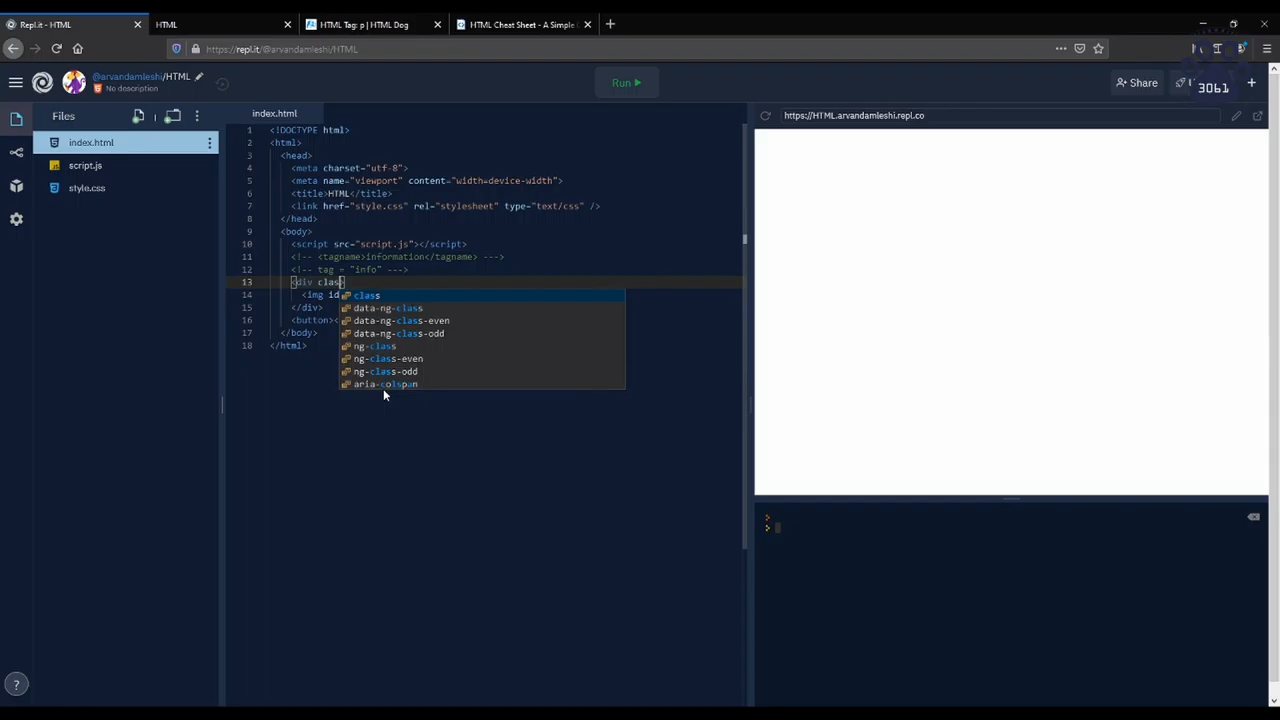 Repl.it - HTML
HTML
HTML Tag: p | HTML Dog
HTML Cheat Sheet - A Simple
https://repl.it/@arvandamleshi/HTML
@arvandamleshi/HTML
No description
Run
Share
3061
Files
index.html
script.js
style.css
index.html
1 <!DOCTYPE html>
2 <html>
3 <head>
4 <meta charset="utf-8">
5 <meta name="viewport" content="width=device-width">
6 <title>HTML</title>
7 <link href="style.css" rel="stylesheet" type="text/css" />
8 </head>
9 <body>
10 <script src="script.js"></script>
11 <!-- <tagname>information</tagname> --->
12 <!-- tag = "info" --->
13 <div clas>
14 <img id
15 </div>
16 <button><
17 </body>
18 </html>
class
data-ng-class
data-ng-class-even
data-ng-class-odd
ng-class
ng-class-even
ng-class-odd
aria-colspan
https://HTML.arvandamleshi.repl.co
>
>
?